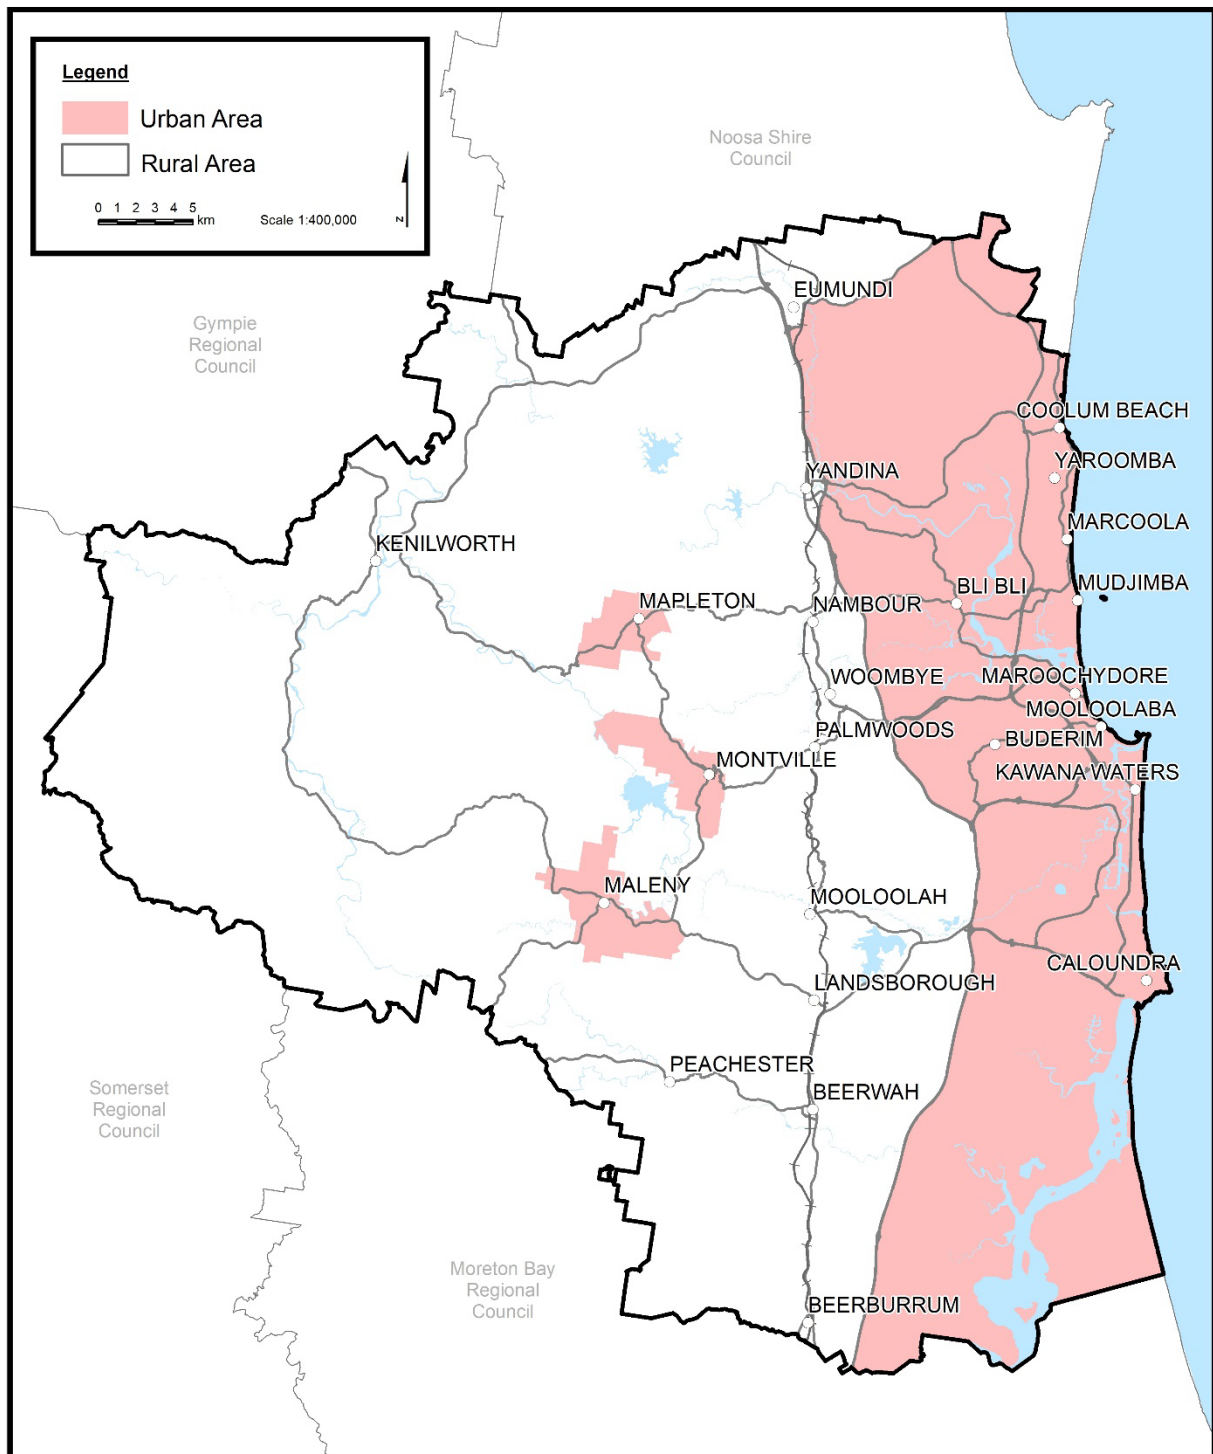 Legend
Urban Area
Rural Area
0 1 2 3 4 5
km
Scale 1:400,000
z
Noosa Shire
Council
Gympie
Regional
Council
EUMUNDI
COOLUM BEACH
YAROOMBA
YANDINA
MARCOOLA
KENILWORTH
BLI BLI
MUDJIMBA
MAPLETON
NAMBOUR
WOOMBYE
MAROOCHYDORE
MOOLOOLABA
PALMWOODS
BUDERIM
MONTVILLE
KAWANA WATERS
MALENY
MOOLOOLAH
CALOUNDRA
LANDSBOROUGH
PEACHESTER
BEERWAH
Somerset
Regional
Council
Moreton Bay
Regional
Council
BEERBURRUM